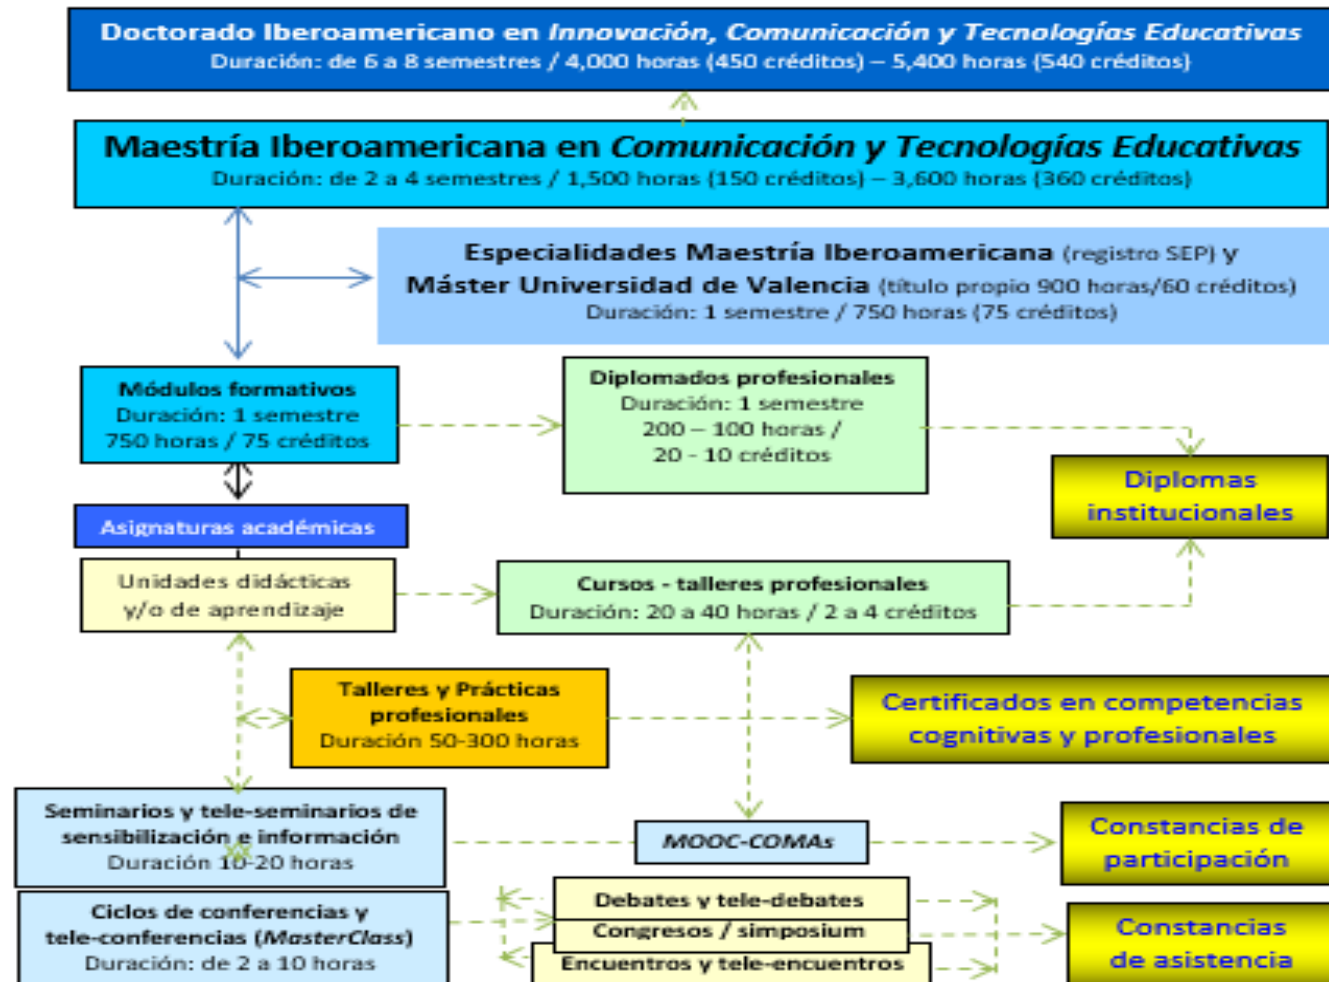 Doctorado Iberoamericano en Innovación, Comunicación y Tecnologías Educativas
Duración: de 6 a 8 semestres / 4,000 horas (450 créditos) – 5,400 horas (540 créditos)
Maestría Iberoamericana en Comunicación y Tecnologías Educativas
Duración: de 2 a 4 semestres / 1,500 horas (150 créditos) – 3,600 horas (360 créditos)
Especialidades Maestría Iberoamericana (registro SEP) y
Máster Universidad de Valencia (título propio 900 horas/60 créditos)
Duración: 1 semestre / 750 horas (75 créditos)
Módulos formativos
Duración: 1 semestre
750 horas / 75 créditos
Diplomados profesionales
Duración: 1 semestre
200 – 100 horas /
20 - 10 créditos
Diplomas
institucionales
Asignaturas académicas
Unidades didácticas
y/o de aprendizaje
Cursos - talleres profesionales
Duración: 20 a 40 horas / 2 a 4 créditos
Talleres y Prácticas
profesionales
Duración 50-300 horas
Certificados en competencias
cognitivas y profesionales
Seminarios y tele-seminarios de
sensibilización e información
Duración 10-20 horas
MOOC-COMAs
Constancias de
participación
Ciclos de conferencias y
tele-conferencias (MasterClass)
Duración: de 2 a 10 horas
Debates y tele-debates
Congresos / simposium
Encuentros y tele-encuentros
Constancias
de asistencia